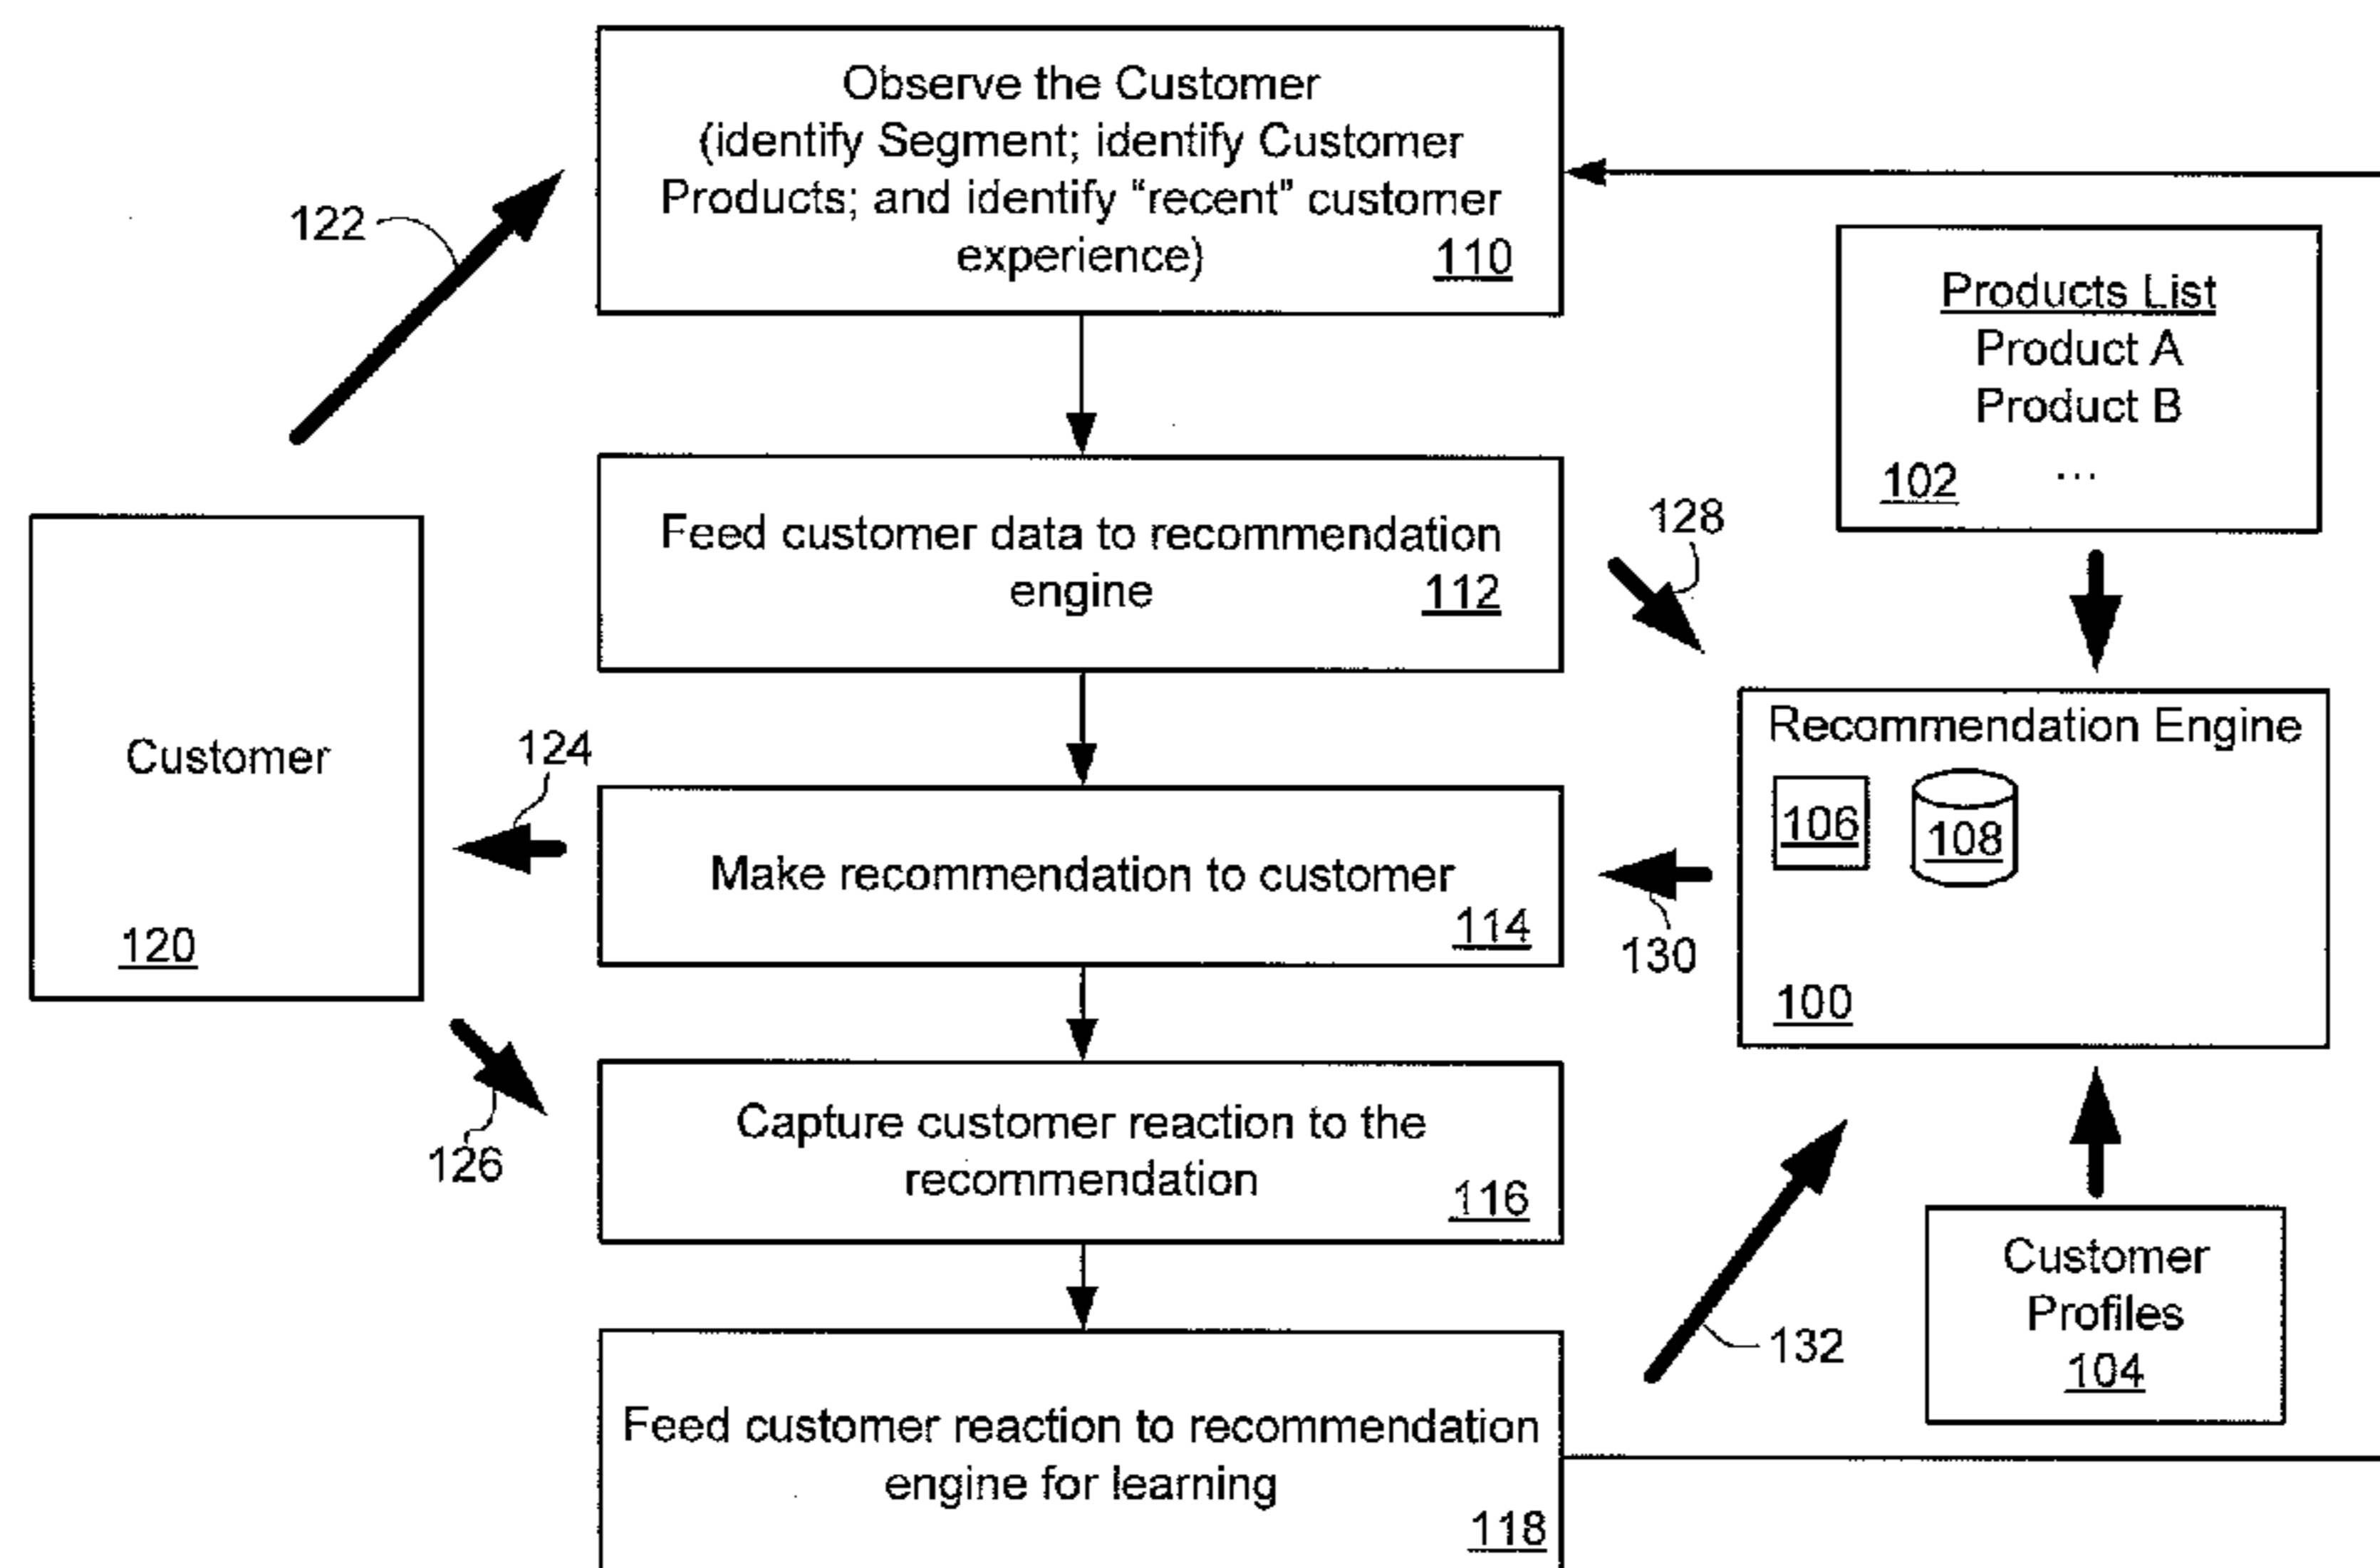 Observe the Customer
(identify Segment; identify Customer
Products; and identify “recent” customer
experience)
110
122
Products List
Product A
Product B
...
102
Feed customer data to recommendation
engine
112
128
Customer
120
124
Make recommendation to customer
114
130
Recommendation Engine
106
108
100
126
Capture customer reaction to the
recommendation
116
132
Customer
Profiles
104
Feed customer reaction to recommendation
engine for learning
118